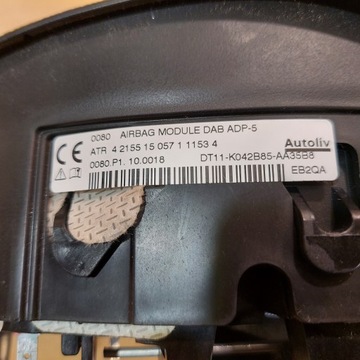 0080 AIRBAG MODULE DAB ADP-5
ATR 4 2155 15 057 1 1153 4
Autoliv
0080.P1. 10.0018 DT11-K042B85-AA35B8
EB2QA